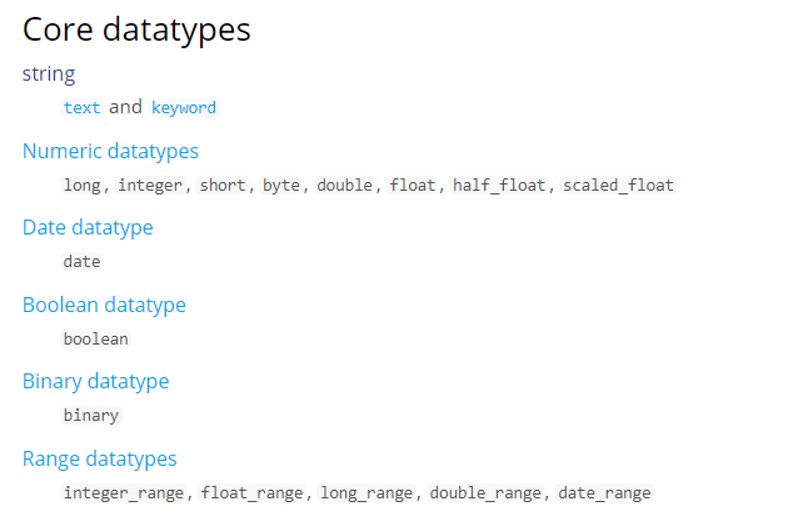 Core datatypes
string
text and keyword
Numeric datatypes
long, integer, short, byte, double, float, half_float, scaled_float
Date datatype
date
Boolean datatype
boolean
Binary datatype
binary
Range datatypes
integer_range, float_range, long_range, double_range, date_range